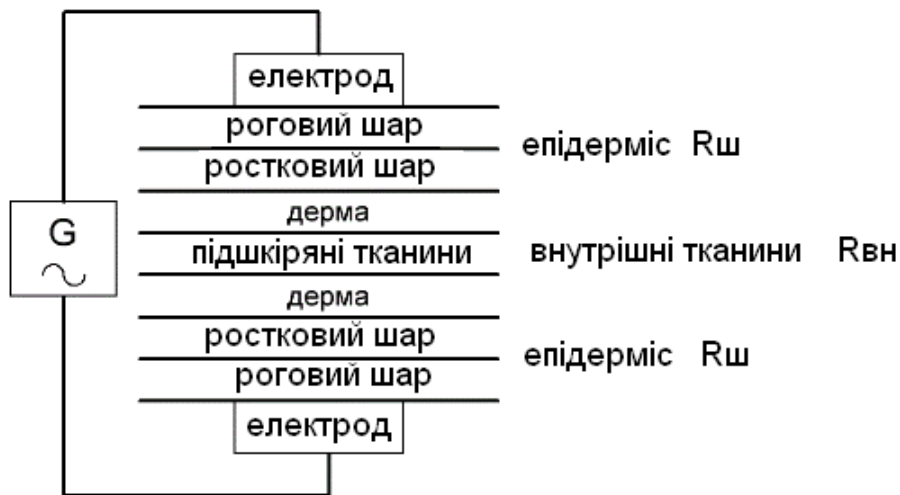 електрод
роговий шар
епідерміс Rш
ростковий шар
дерма
G
підшкіряні тканини
внутрішні тканини Rвн
дерма
ростковий шар
епідерміс Rш
роговий шар
електрод